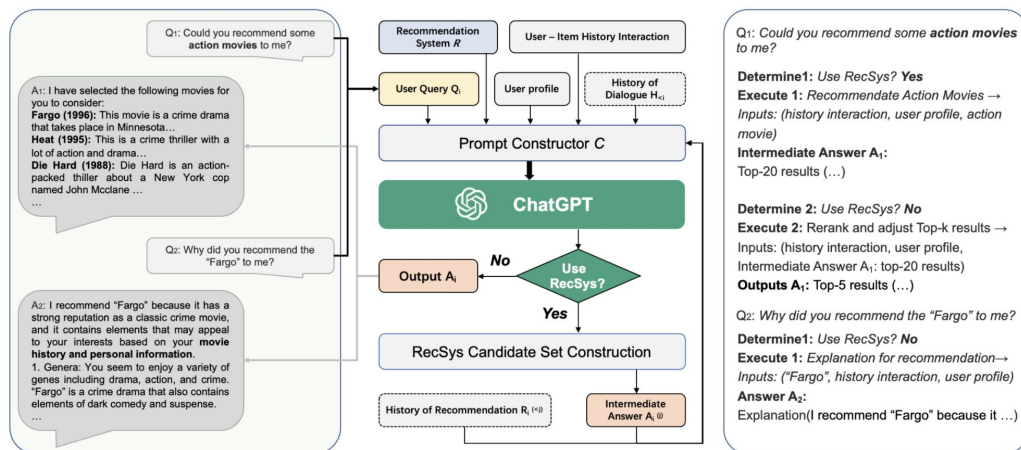 Q1: Could you recommend some
action movies to me?
A1: I have selected the following movies for
you to consider:
Fargo (1996): This movie is a crime drama
that takes place in Minnesota…
Heat (1995): This is a crime thriller with a
lot of action and drama…
Die Hard (1988): Die Hard is an action-
packed thriller about a New York cop
named John Mcclane …
…
Q2: Why did you recommend the
“Fargo” to me?
A2: I recommend “Fargo” because it has a
strong reputation as a classic crime movie,
and it contains elements that may appeal
to your interests based on your movie
history and personal information.
1. Genera: You seem to enjoy a variety of
genes including drama, action, and crime.
“Fargo” is a crime drama that also contains
elements of dark comedy and suspense.
…
Recommendation
System R
User – Item History Interaction
User Query Qi
User profile
History of
Dialogue H<i
Prompt Constructor C
ChatGPT
Use
RecSys?
No
Output Ai
Yes
RecSys Candidate Set Construction
History of Recommendation Ri (<j)
Intermediate
Answer Ai (j)
Q1: Could you recommend some action movies
to me?
Determine1: Use RecSys? Yes
Execute 1: Recommendate Action Movies →
Inputs: (history interaction, user profile, action
movie)
Intermediate Answer A1:
Top-20 results (…)
Determine 2: Use RecSys? No
Execute 2: Rerank and adjust Top-k results →
Inputs: (history interaction, user profile,
Intermediate Answer A1: top-20 results)
Outputs A1: Top-5 results (…)
Q2: Why did you recommend the “Fargo” to me?
Determine1: Use RecSys? No
Execute 1: Explanation for recommendation→
Inputs: (“Fargo”, history interaction, user profile)
Answer A2:
Explanation(I recommend “Fargo” because it …)